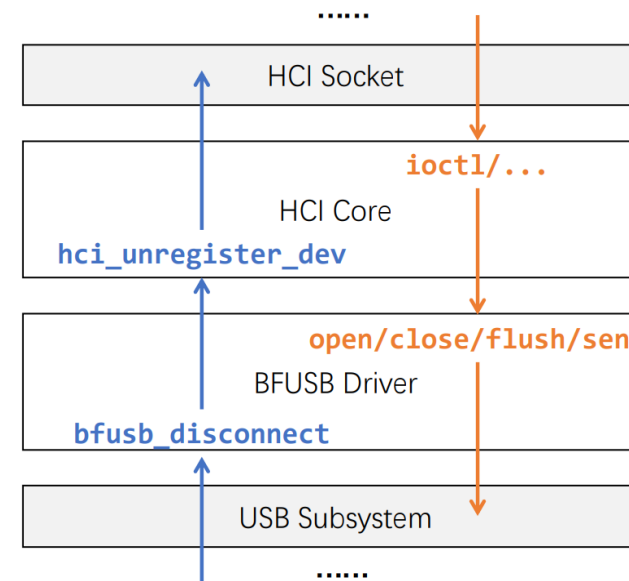 ......
HCI Socket
ioctl/...
HCI Core
hci_unregister_dev
open/close/flush/sen
BFUSB Driver
bfusb_disconnect
USB Subsystem
......